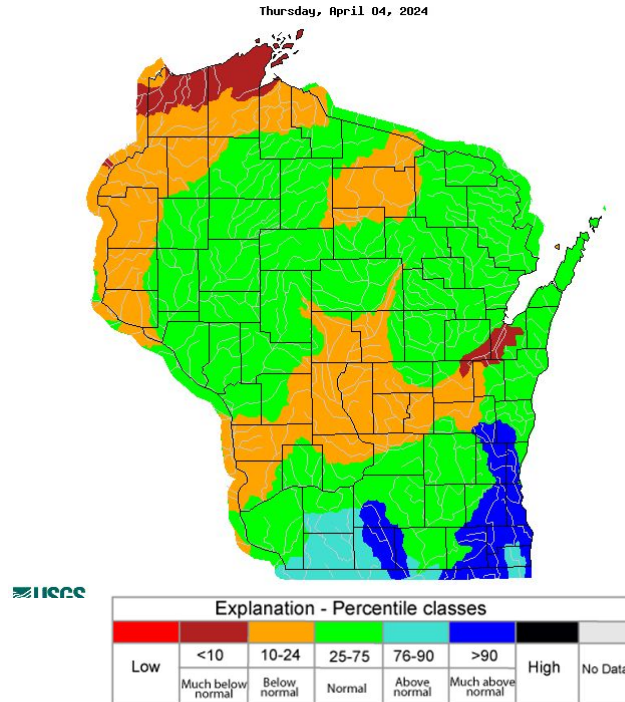 Thursday, April 04, 2024
USGS
Explanation - Percentile classes
Low
<10
10-24
25-75
76-90
>90
High
No Data
Much below
normal
Below
normal
Normal
Above
normal
Much above
normal